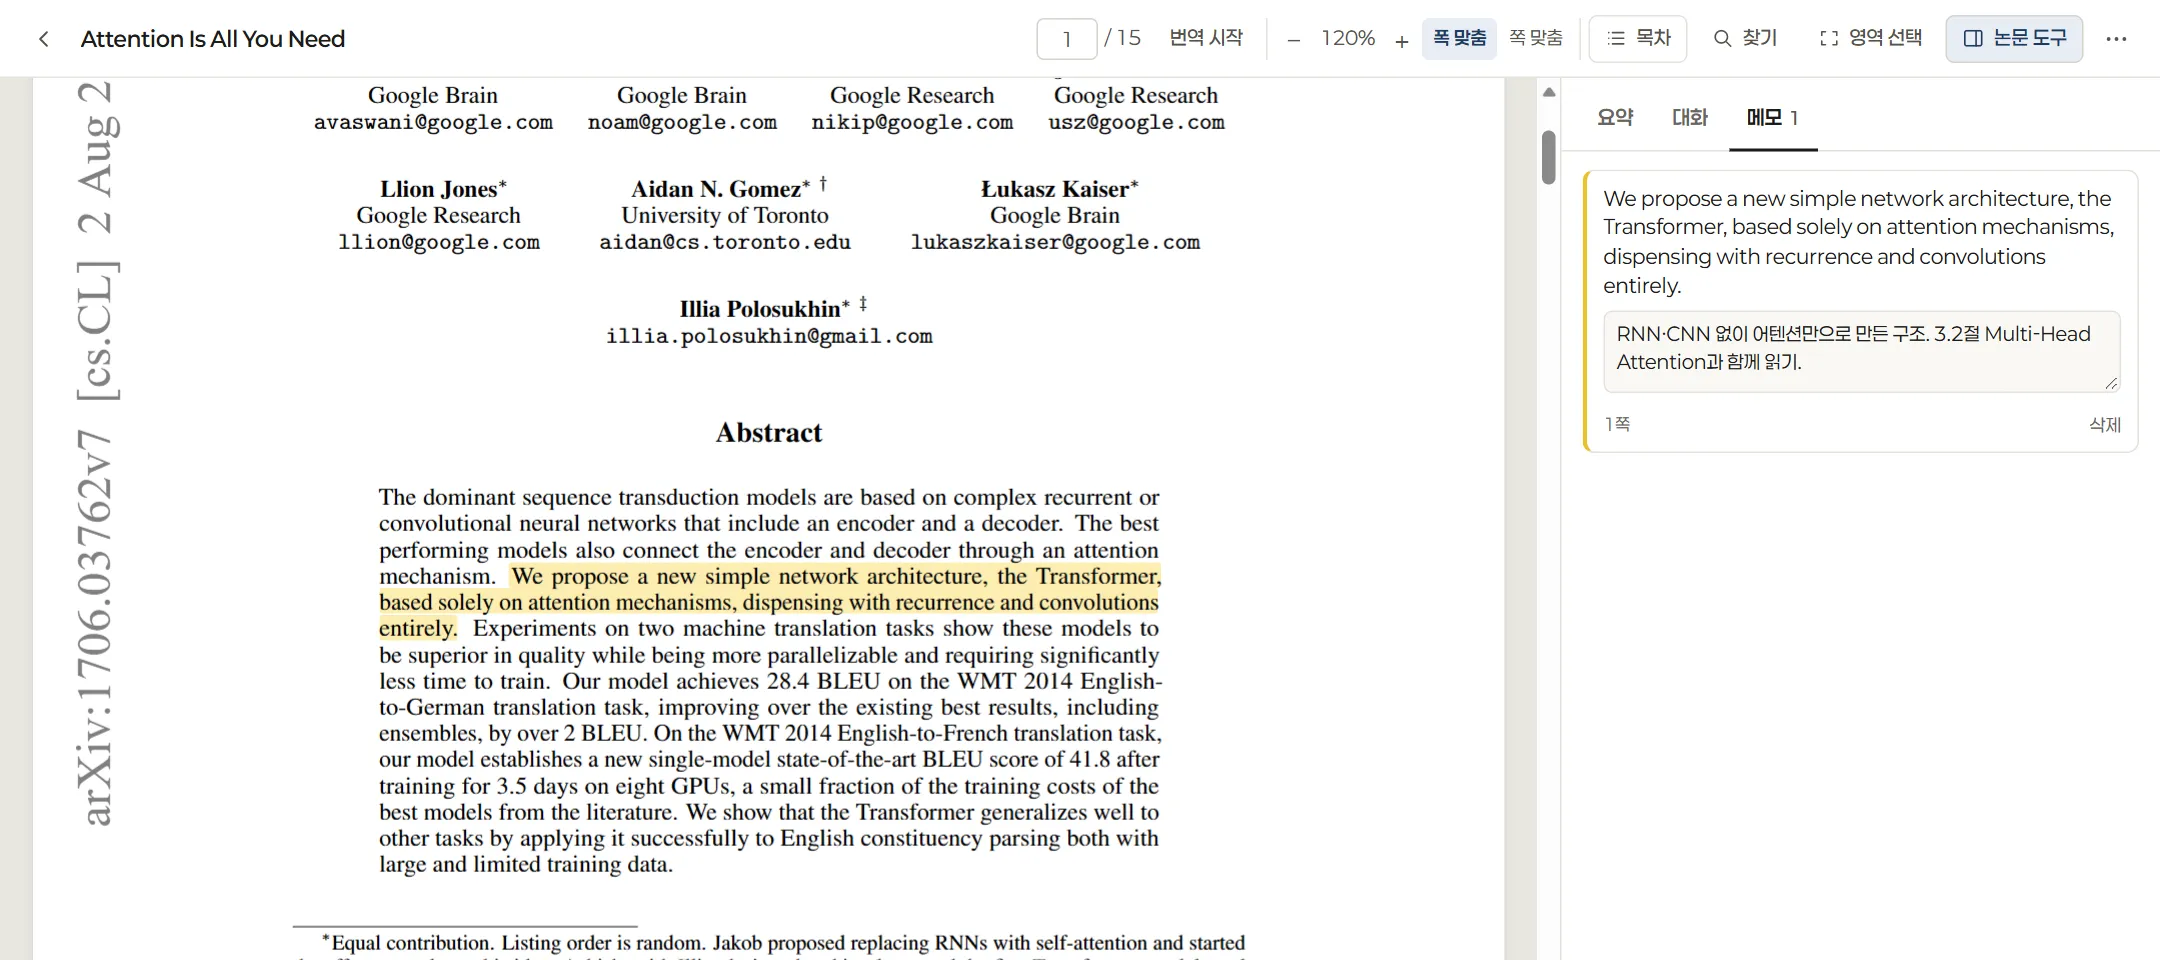 Attention Is All You Need
1 / 15 번역 시작 − 120% + 폭 맞춤 쪽 맞춤 목차 찾기 영역 선택 논문 도구 ···
arXiv:1706.03762v7 [cs.CL] 2 Aug 2
Google Brain Google Brain Google Research Google Research
avaswani@google.com noam@google.com nikip@google.com usz@google.com
Llion Jones* Aidan N. Gomez* † Łukasz Kaiser*
Google Research University of Toronto Google Brain
llion@google.com aidan@cs.toronto.edu lukaszkaiser@google.com
Illia Polosukhin* ‡
illia.polosukhin@gmail.com
Abstract
The dominant sequence transduction models are based on complex recurrent or
convolutional neural networks that include an encoder and a decoder. The best
performing models also connect the encoder and decoder through an attention
mechanism. We propose a new simple network architecture, the Transformer,
based solely on attention mechanisms, dispensing with recurrence and convolutions
entirely. Experiments on two machine translation tasks show these models to
be superior in quality while being more parallelizable and requiring significantly
less time to train. Our model achieves 28.4 BLEU on the WMT 2014 English-
to-German translation task, improving over the existing best results, including
ensembles, by over 2 BLEU. On the WMT 2014 English-to-French translation task,
our model establishes a new single-model state-of-the-art BLEU score of 41.8 after
training for 3.5 days on eight GPUs, a small fraction of the training costs of the
best models from the literature. We show that the Transformer generalizes well to
other tasks by applying it successfully to English constituency parsing both with
large and limited training data.
*Equal contribution. Listing order is random. Jakob proposed replacing RNNs with self-attention and started
요약 대화 메모 1
We propose a new simple network architecture, the
Transformer, based solely on attention mechanisms,
dispensing with recurrence and convolutions
entirely.
RNN·CNN 없이 어텐션만으로 만든 구조. 3.2절 Multi-Head
Attention과 함께 읽기.
1쪽 삭제